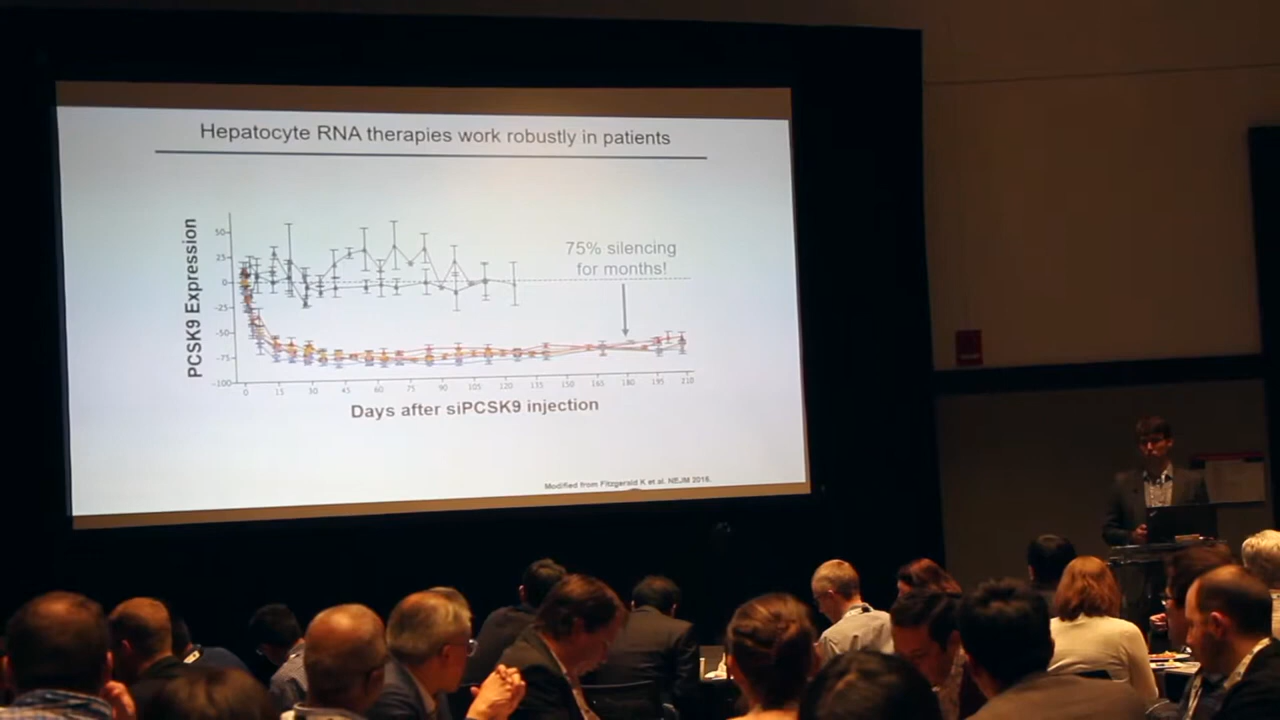 Hepatocyte RNA therapies work robustly in patients
PCSK9 Expression
50
25
0
-25
-50
-75
-100
75% silencing
for months!
0 15 30 45 60 75 90 105 120 135 150 165 180 195 210
Days after siPCSK9 injection
Modified from Fitzgerald K et al. NEJM 2016.